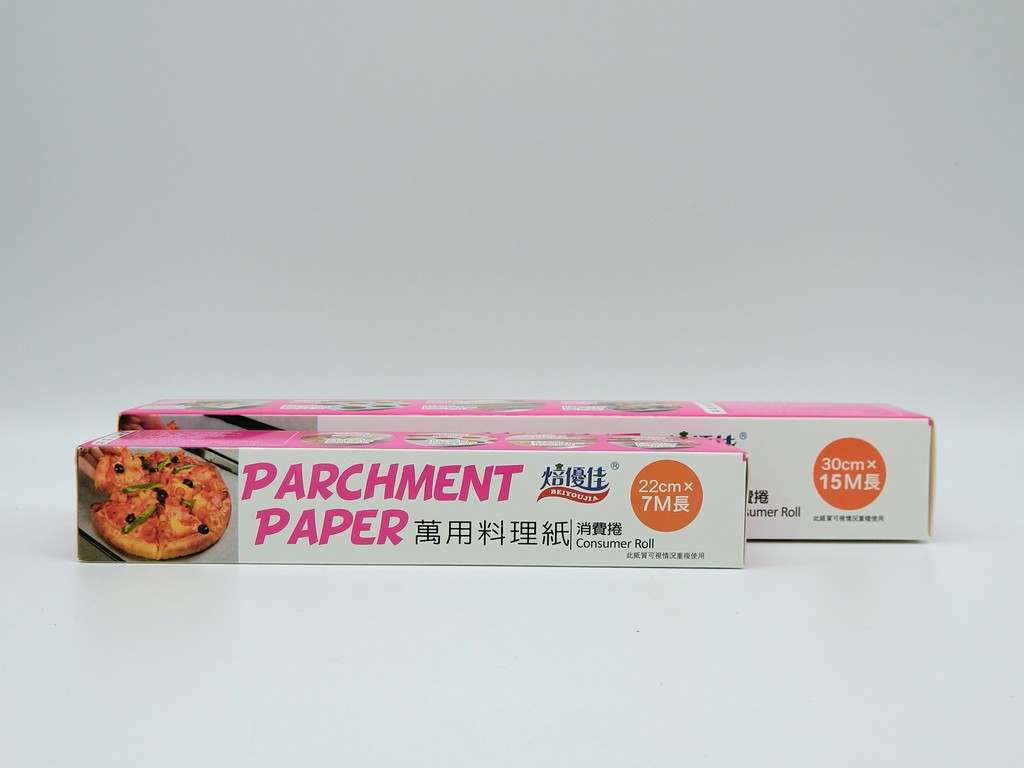 PARCHMENT
PAPER 萬用料理紙
焙優佳®
BEIYOUJIA
消費捲
Consumer Roll
22cm×
7M長
此紙質可視情況重複使用
30cm×
15M長
費捲
sumer Roll
此紙質可視情況重複使用